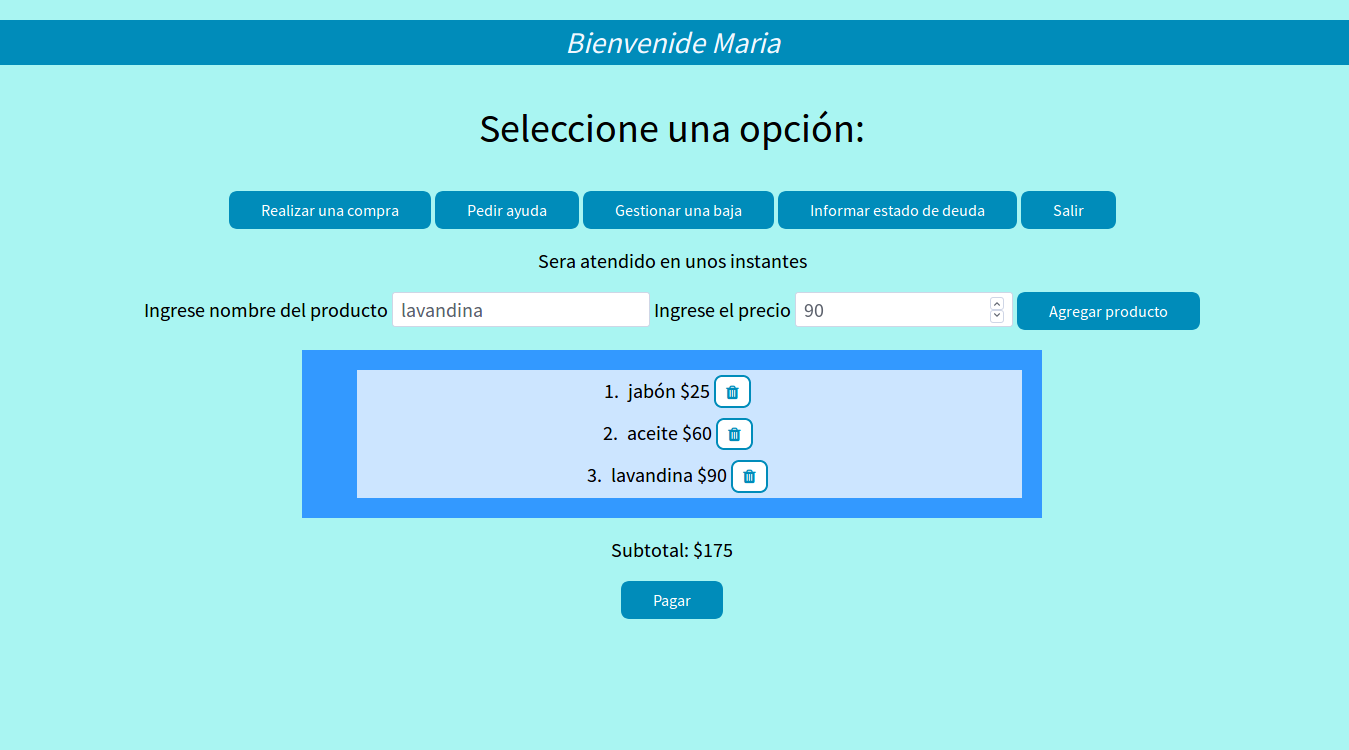 Bienvenide Maria
Seleccione una opción:
Realizar una compra Pedir ayuda Gestionar una baja Informar estado de deuda Salir
Sera atendido en unos instantes
Ingrese nombre del producto lavandina Ingrese el precio 90 Agregar producto
1. jabón $25
2. aceite $60
3. lavandina $90
Subtotal: $175
Pagar